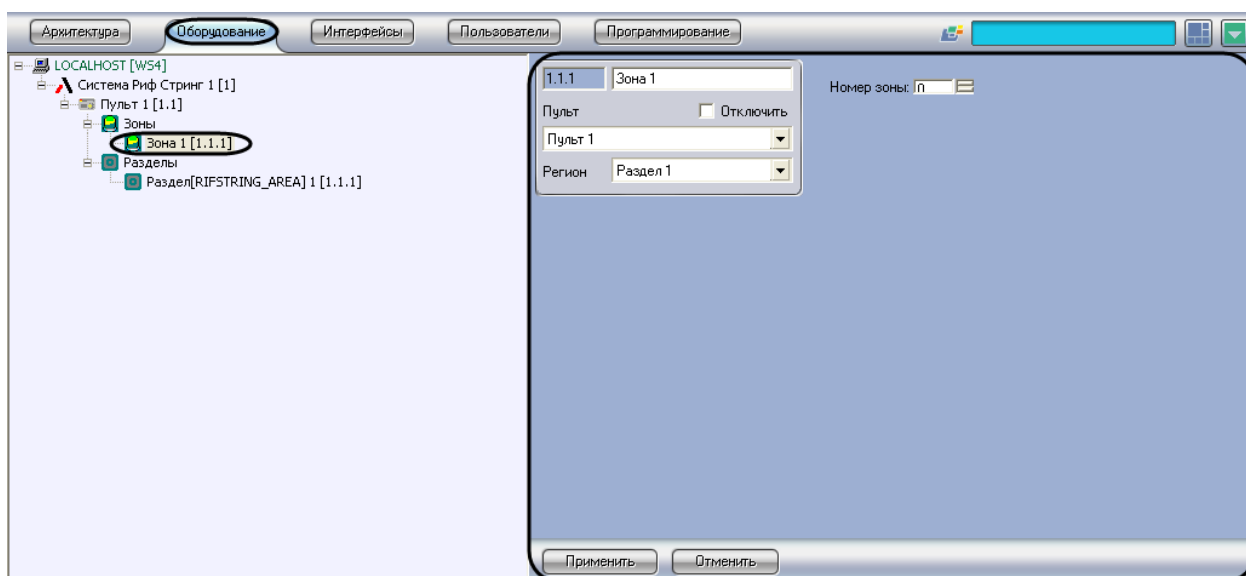 Архитектура Оборудование Интерфейсы Пользователи Программирование
LOCALHOST [WS4]
Система Риф Стринг 1 [1]
Пульт 1 [1.1]
Зоны
Зона 1 [1.1.1]
Разделы
Раздел[RIFSTRING_AREA] 1 [1.1.1]
1.1.1 Зона 1
Номер зоны:
Пульт Отключить
Пульт 1
Регион Раздел 1
Применить Отменить